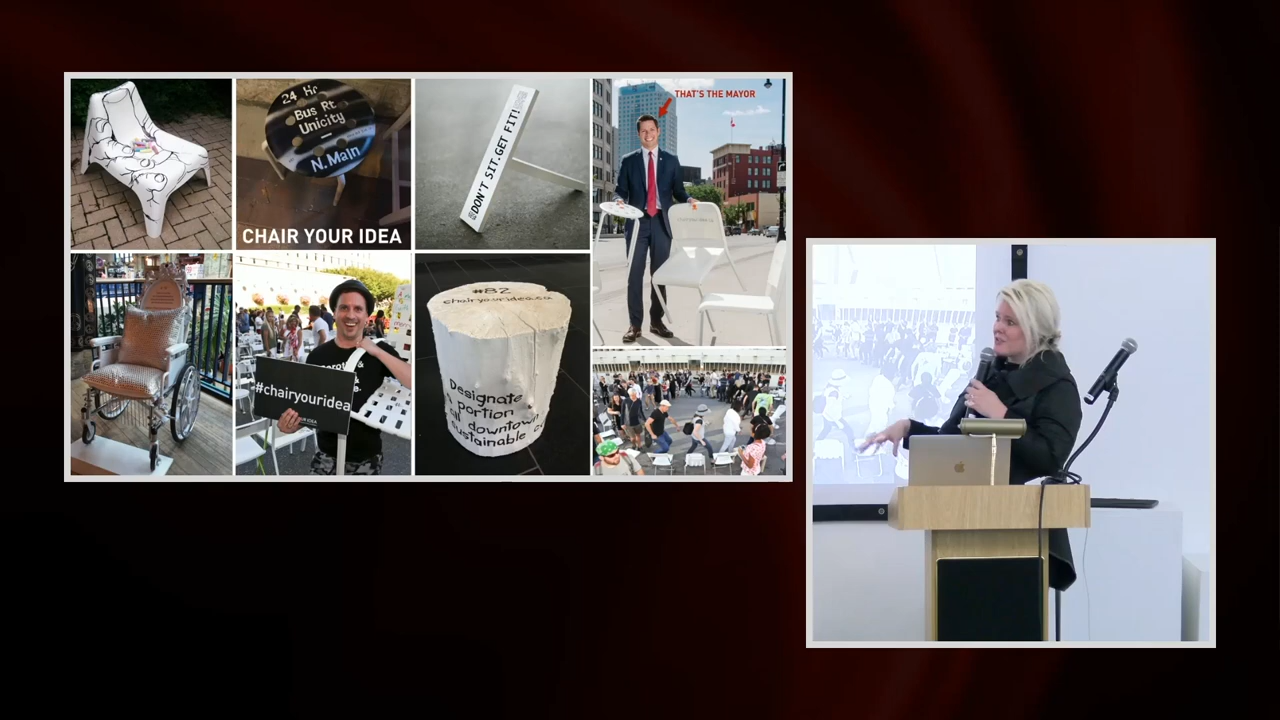 24 Hr
Bus Rt
Unicity
N. Main
CHAIR YOUR IDEA
DON'T SIT. GET FIT!
THAT'S THE MAYOR
#chairyouridea
#82
chairyouridea.ca
Designate
a portion
all downtown
sustainable